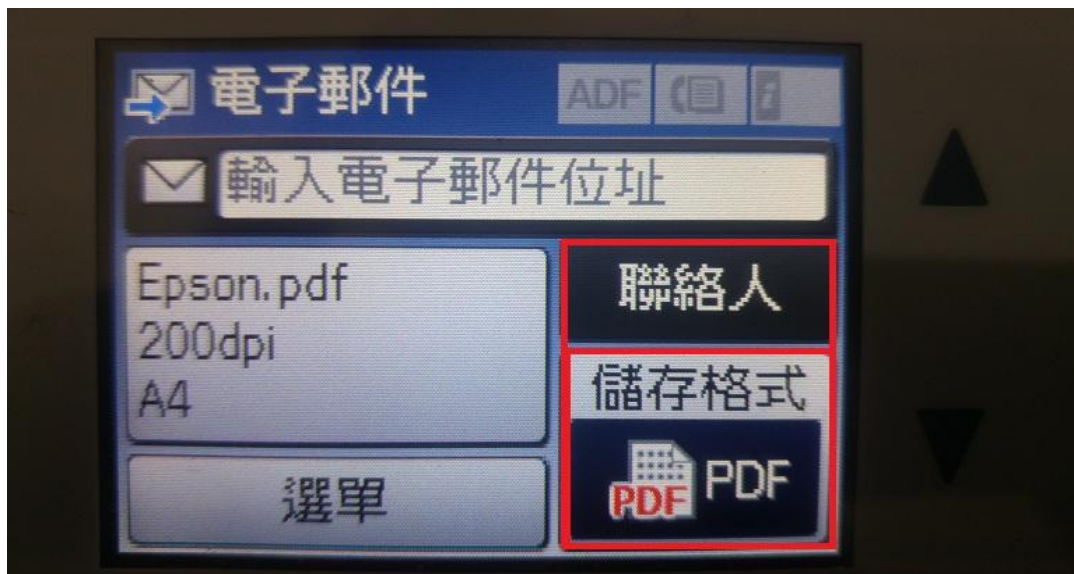 電子郵件 ADF
輸入電子郵件位址
Epson.pdf
200dpi
A4
聯絡人
儲存格式
PDF PDF
選單